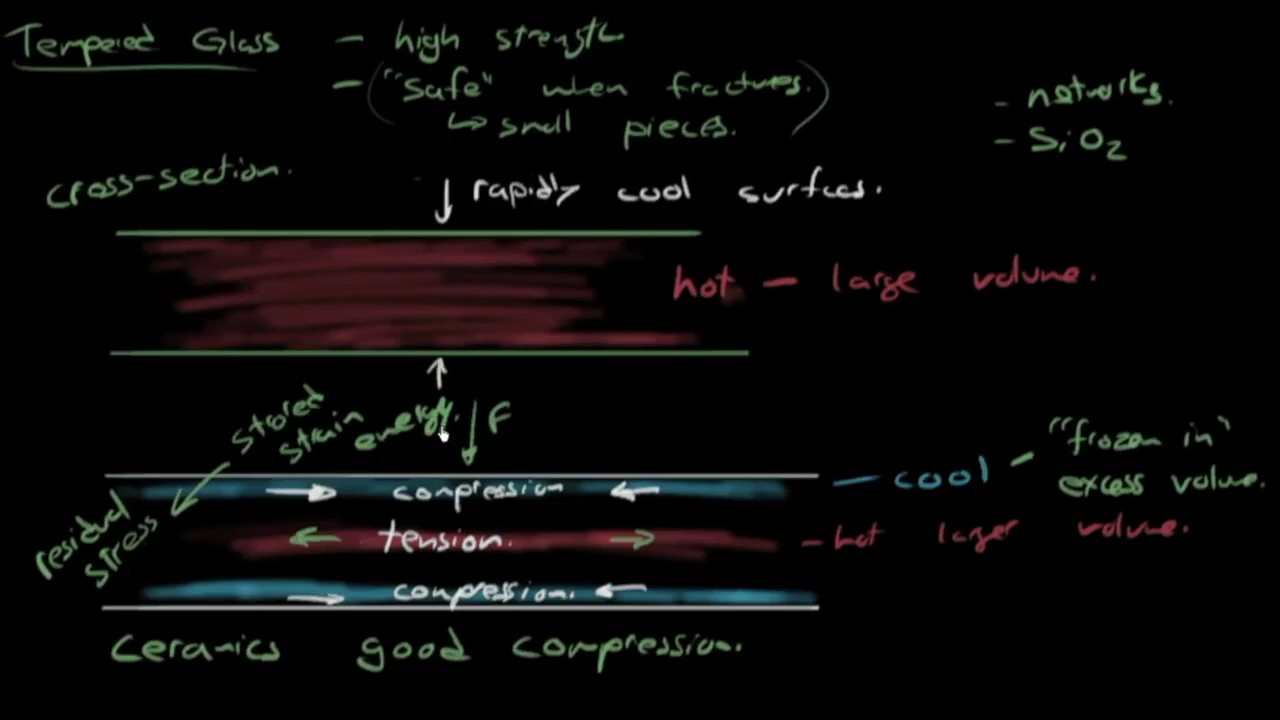 Tempered Glass - high strength
- ("safe" when fractures.)
↳ small pieces.
- networks.
- SiO2
cross-section.
↓ rapidly cool surfaces.
hot - large volume.
stored
strain
energy.
F
residual
stress
compression
tension.
compression.
- cool - "frozen in"
excess volume.
- hot larger volume.
Ceramics good compression.